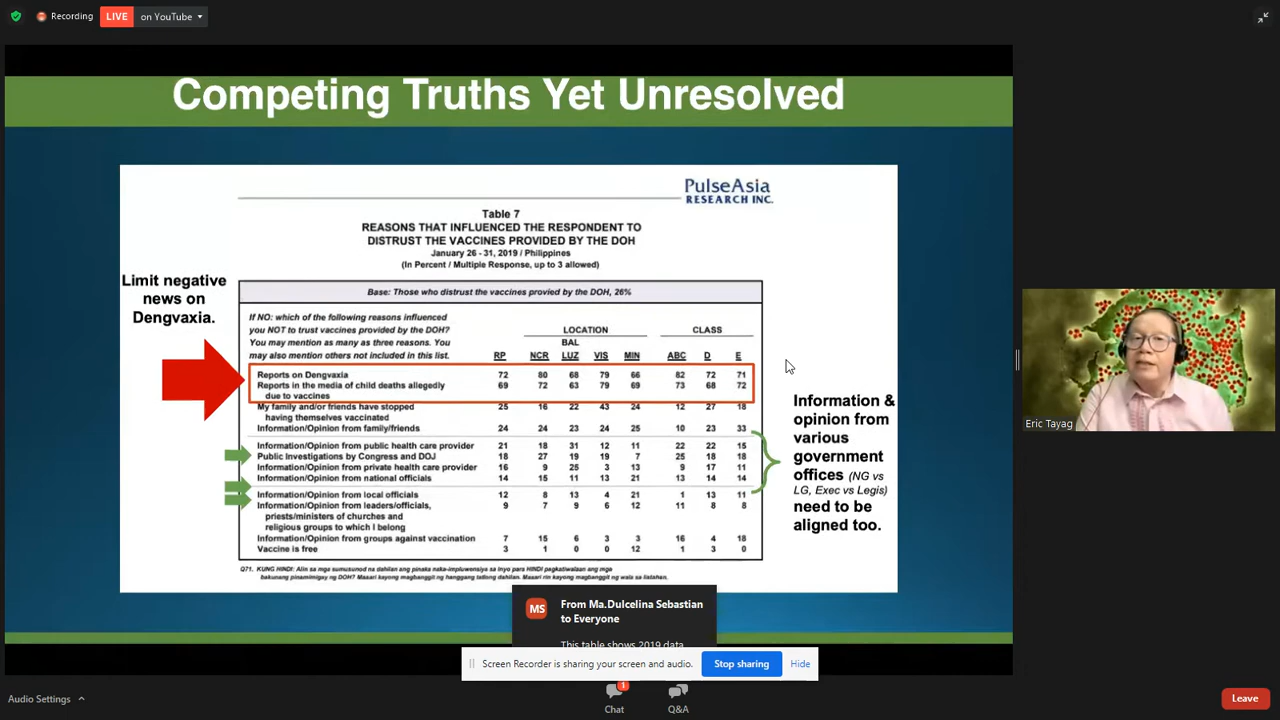 Recording LIVE on YouTube
Competing Truths Yet Unresolved
PulseAsia
RESEARCH INC.
Table 7
REASONS THAT INFLUENCED THE RESPONDENT TO
DISTRUST THE VACCINES PROVIDED BY THE DOH
January 26 - 31, 2019 / Philippines
(In Percent / Multiple Response, up to 3 allowed)
Limit negative
news on
Dengvaxia.
Base: Those who distrust the vaccines provied by the DOH, 26%
If NO: which of the following reasons influenced
you NOT to trust vaccines provided by the DOH?
You may mention as many as three reasons. You
may also mention others not included in this list.
LOCATION CLASS
BAL
RP NCR LUZ VIS MIN ABC D E
Reports on Dengvaxia 72 80 68 79 66 82 72 71
Reports in the media of child deaths allegedly 69 72 63 79 69 73 68 72
due to vaccines
My family and/or friends have stopped 25 16 22 43 24 12 27 18
having themselves vaccinated
Information/Opinion from family/friends 24 24 23 24 25 10 23 33
Information/Opinion from public health care provider 21 18 31 12 11 22 22 15
Public Investigations by Congress and DOJ 18 27 19 19 7 25 18 18
Information/Opinion from private health care provider 16 9 25 3 13 9 17 11
Information/Opinion from national officials 14 15 11 13 21 13 14 14
Information/Opinion from local officials 12 8 13 4 21 1 13 11
Information/Opinion from leaders/officials, 9 7 9 6 12 11 8 8
priests/ministers of churches and
religious groups to which I belong
Information/Opinion from groups against vaccination 7 15 6 3 3 16 4 18
Vaccine is free 3 1 0 0 12 1 3 0
Q71. KUNG HINDI: Alin sa mga sumusunod na dahilan ang pinaka naka-impluwensiya sa inyo para HINDI pagkatiwalaan ang mga
bakunang pinamimigay ng DOH? Maaari kayong magbanggit ng hanggang tatlong dahilan. Maari rin kayong magbanggit ng wala sa listahan.
Information &
opinion from
various
government
offices (NG vs
LG, Exec vs Legis)
need to be
aligned too.
Eric Tayag
MS From Ma.Dulcelina Sebastian
to Everyone
This table shows 2019 data
Screen Recorder is sharing your screen and audio. Stop sharing Hide
Audio Settings
1
Chat
Q&A
Leave